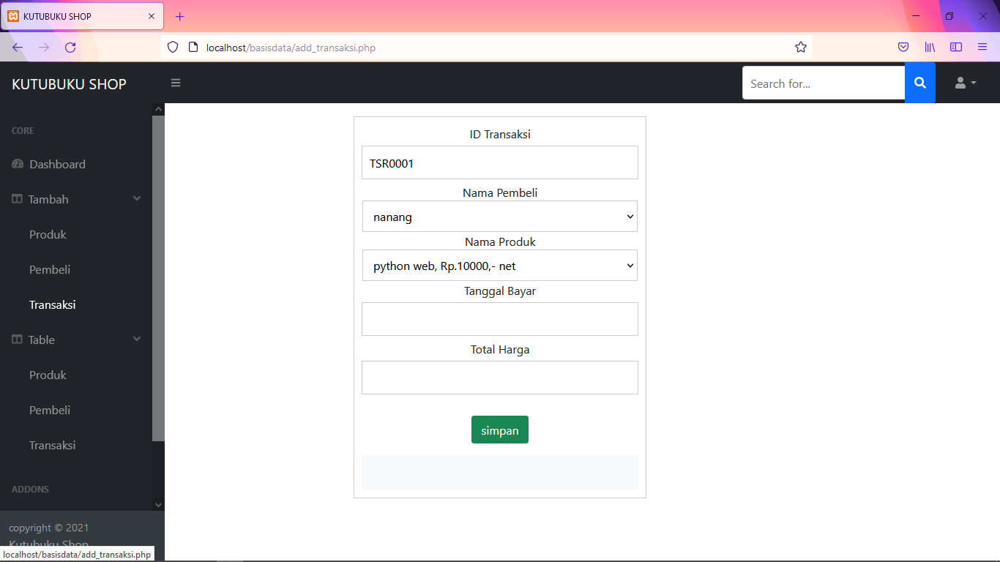 KUTUBUKU SHOP
localhost/basisdata/add_transaksi.php
KUTUBUKU SHOP
Search for...
CORE
Dashboard
Tambah
Produk
Pembeli
Transaksi
Table
Produk
Pembeli
Transaksi
ADDONS
copyright © 2021
Kutubuku Shop
localhost/basisdata/add_transaksi.php
ID Transaksi
TSR0001
Nama Pembeli
nanang
Nama Produk
python web, Rp.10000,- net
Tanggal Bayar
Total Harga
simpan